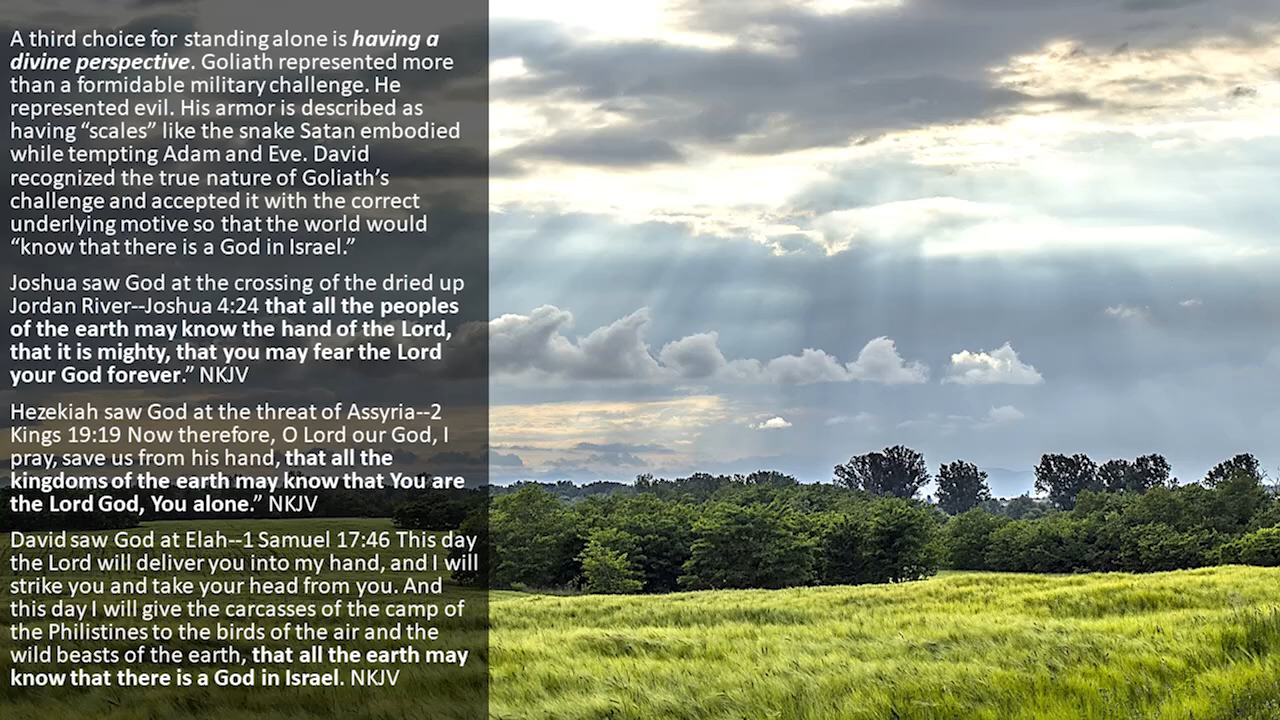 A third choice for standing alone is having a
divine perspective. Goliath represented more
than a formidable military challenge. He
represented evil. His armor is described as
having “scales” like the snake Satan embodied
while tempting Adam and Eve. David
recognized the true nature of Goliath’s
challenge and accepted it with the correct
underlying motive so that the world would
“know that there is a God in Israel.”
Joshua saw God at the crossing of the dried up
Jordan River--Joshua 4:24 that all the peoples
of the earth may know the hand of the Lord,
that it is mighty, that you may fear the Lord
your God forever.” NKJV
Hezekiah saw God at the threat of Assyria--2
Kings 19:19 Now therefore, O Lord our God, I
pray, save us from his hand, that all the
kingdoms of the earth may know that You are
the Lord God, You alone.” NKJV
David saw God at Elah--1 Samuel 17:46 This day
the Lord will deliver you into my hand, and I will
strike you and take your head from you. And
this day I will give the carcasses of the camp of
the Philistines to the birds of the air and the
wild beasts of the earth, that all the earth may
know that there is a God in Israel. NKJV